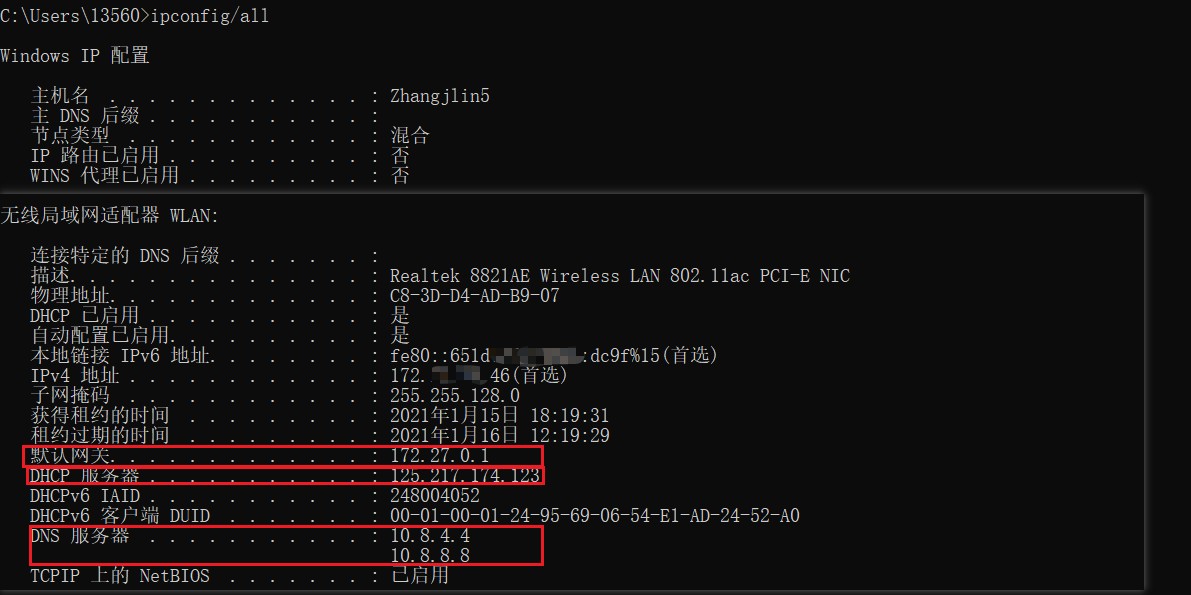 C:\Users\13560>ipconfig/all
Windows IP 配置
主机名 . . . . . . . . . . . . . : Zhangjlin5
主 DNS 后缀 . . . . . . . . . . . :
节点类型 . . . . . . . . . . . . : 混合
IP 路由已启用 . . . . . . . . . . : 否
WINS 代理已启用 . . . . . . . . . : 否
无线局域网适配器 WLAN:
连接特定的 DNS 后缀 . . . . . . . :
描述. . . . . . . . . . . . . . . : Realtek 8821AE Wireless LAN 802.11ac PCI-E NIC
物理地址. . . . . . . . . . . . . : C8-3D-D4-AD-B9-07
DHCP 已启用 . . . . . . . . . . . : 是
自动配置已启用. . . . . . . . . . : 是
本地链接 IPv6 地址. . . . . . . . : fe80::651d :dc9f%15(首选)
IPv4 地址 . . . . . . . . . . . . : 172. .46(首选)
子网掩码 . . . . . . . . . . . . : 255.255.128.0
获得租约的时间 . . . . . . . . . : 2021年1月15日 18:19:31
租约过期的时间 . . . . . . . . . : 2021年1月16日 12:19:29
默认网关. . . . . . . . . . . . . : 172.27.0.1
DHCP 服务器 . . . . . . . . . . . : 125.217.174.123
DHCPv6 IAID . . . . . . . . . . . : 248004052
DHCPv6 客户端 DUID . . . . . . . : 00-01-00-01-24-95-69-06-54-E1-AD-24-52-A0
DNS 服务器 . . . . . . . . . . . : 10.8.4.4
10.8.8.8
TCPIP 上的 NetBIOS . . . . . . . : 已启用